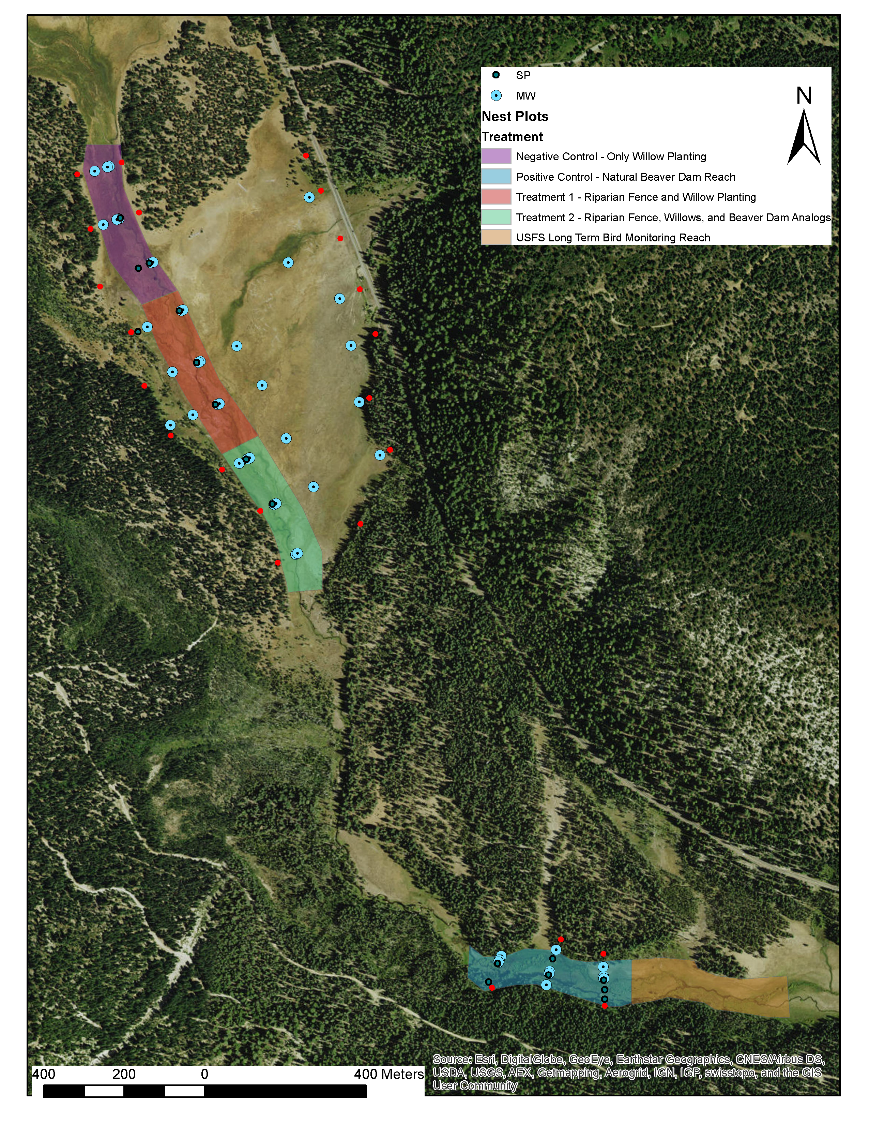 SP
MW
Nest Plots
Treatment
Negative Control - Only Willow Planting
Positive Control - Natural Beaver Dam Reach
Treatment 1 - Riparian Fence and Willow Planting
Treatment 2 - Riparian Fence, Willows, and Beaver Dam Analogs
USFS Long Term Bird Monitoring Reach
N
400 200 0 400 Meters
Source: Esri, DigitalGlobe, GeoEye, Earthstar Geographics, CNES/Airbus DS,
USDA, USGS, AEX, Getmapping, Aerogrid, IGN, IGP, swisstopo, and the GIS
User Community